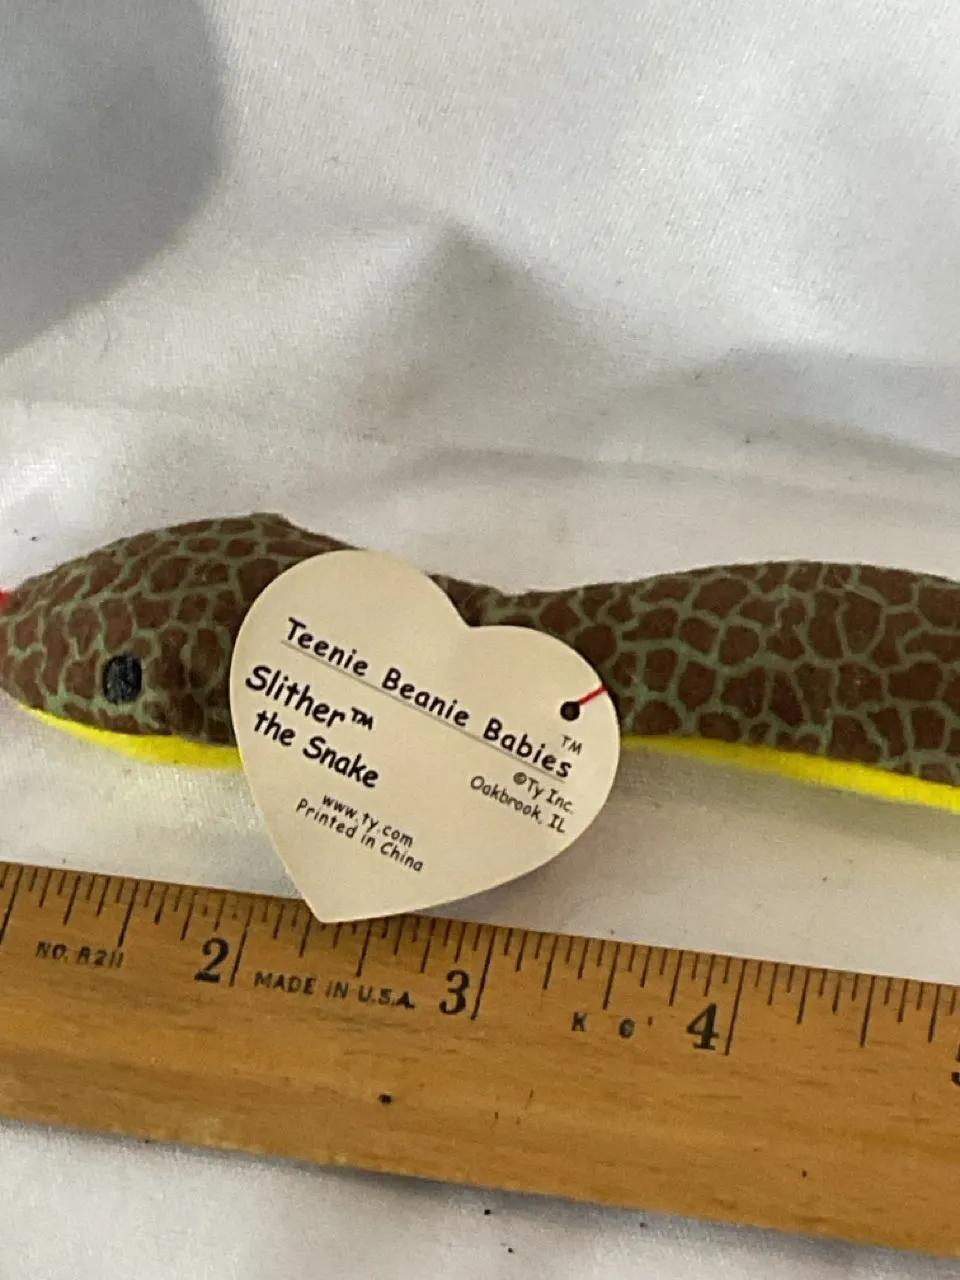 Teenie Beanie Babies™
Slither™
the Snake
©Ty Inc.
Oakbrook, IL
www.ty.com
Printed in China
NO. R211
2
MADE IN U.S.A.
3
4